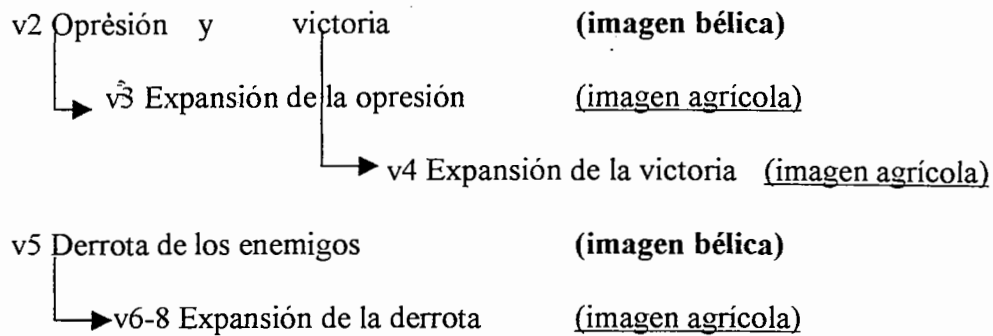 v2 Opresión y victoria (imagen bélica)
v3 Expansión de la opresión (imagen agrícola)
v4 Expansión de la victoria (imagen agrícola)
v5 Derrota de los enemigos (imagen bélica)
v6-8 Expansión de la derrota (imagen agrícola)